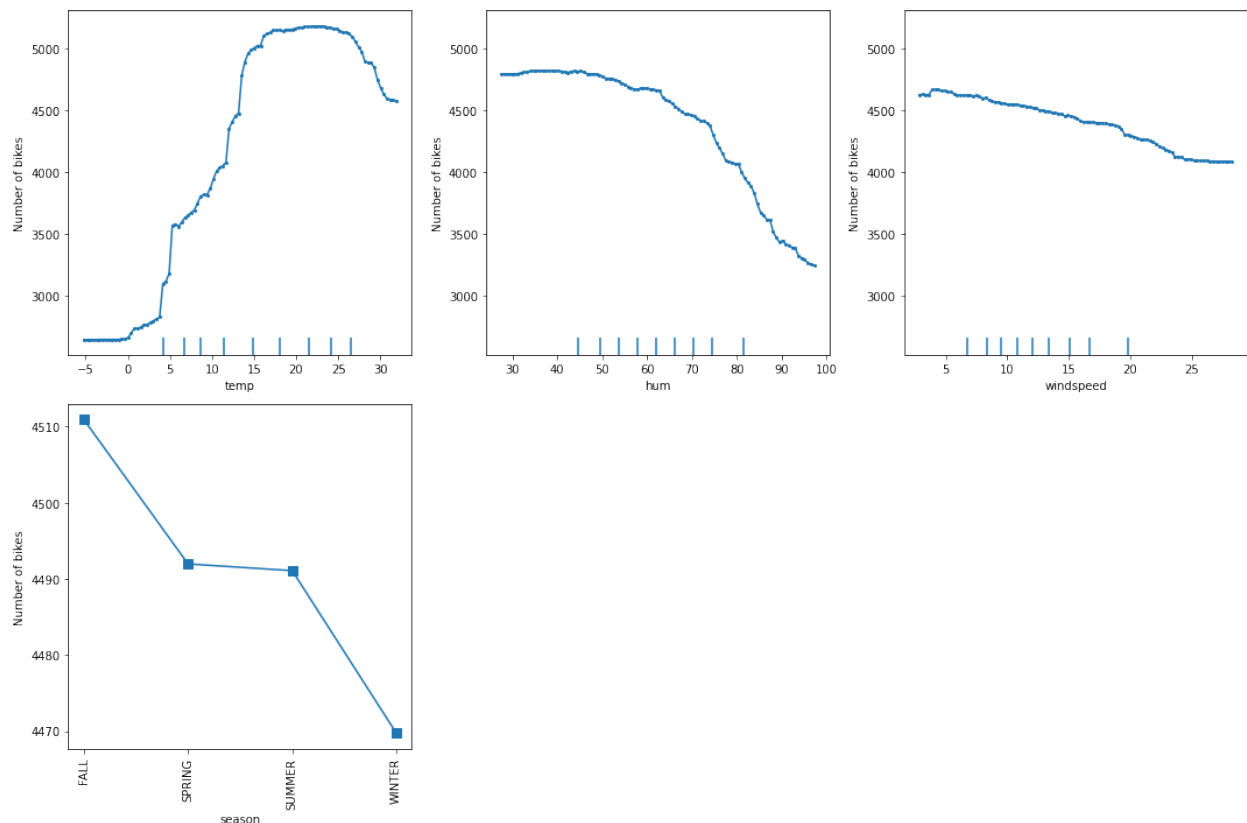 Number of bikes
5000
4500
4000
3500
3000
−5 0 5 10 15 20 25 30
temp
Number of bikes
5000
4500
4000
3500
3000
30 40 50 60 70 80 90 100
hum
Number of bikes
5000
4500
4000
3500
3000
5 10 15 20 25
windspeed
Number of bikes
4510
4500
4490
4480
4470
FALL SPRING SUMMER WINTER
season